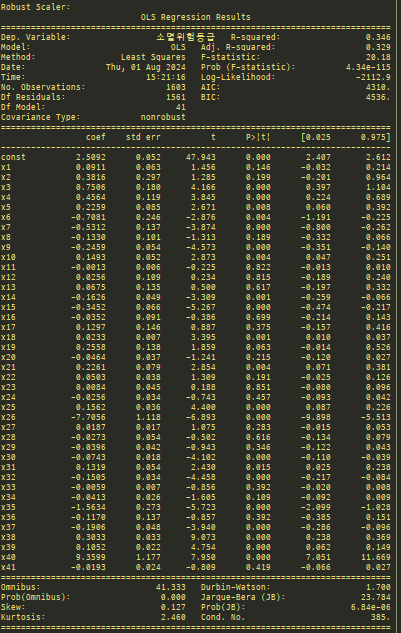 Robust Scaler:
OLS Regression Results
Dep. Variable: 소멸위험등급 R-squared: 0.346
Model: OLS Adj. R-squared: 0.329
Method: Least Squares F-statistic: 20.18
Date: Thu, 01 Aug 2024 Prob (F-statistic): 4.34e-115
Time: 15:21:16 Log-Likelihood: -2112.9
No. Observations: 1603 AIC: 4310.
Df Residuals: 1561 BIC: 4536.
Df Model: 41
Covariance Type: nonrobust
coef std err t P>|t| [0.025 0.975]
const 2.5092 0.052 47.943 0.000 2.407 2.612
x1 0.0911 0.063 1.456 0.146 -0.032 0.214
x2 0.3816 0.297 1.285 0.199 -0.201 0.964
x3 0.7506 0.180 4.166 0.000 0.397 1.104
x4 0.4564 0.119 3.845 0.000 0.224 0.689
x5 0.2259 0.085 2.671 0.008 0.060 0.392
x6 -0.7081 0.246 -2.876 0.004 -1.191 -0.225
x7 -0.5312 0.137 -3.874 0.000 -0.800 -0.262
x8 -0.1330 0.101 -1.313 0.189 -0.332 0.066
x9 -0.2459 0.054 -4.573 0.000 -0.351 -0.140
x10 0.1493 0.052 2.873 0.004 0.047 0.251
x11 -0.0013 0.006 -0.225 0.822 -0.013 0.010
x12 0.0256 0.109 0.234 0.815 -0.189 0.240
x13 0.0675 0.135 0.500 0.617 -0.197 0.332
x14 -0.1626 0.049 -3.309 0.001 -0.259 -0.066
x15 -0.3452 0.066 -5.267 0.000 -0.474 -0.217
x16 -0.0352 0.091 -0.386 0.699 -0.214 0.143
x17 0.1297 0.146 0.887 0.375 -0.157 0.416
x18 0.0233 0.007 3.395 0.001 0.010 0.037
x19 0.2558 0.138 1.859 0.063 -0.014 0.526
x20 -0.0464 0.037 -1.241 0.215 -0.120 0.027
x21 0.2261 0.079 2.854 0.004 0.071 0.381
x22 0.0503 0.038 1.309 0.191 -0.025 0.126
x23 0.0084 0.045 0.188 0.851 -0.080 0.096
x24 -0.0256 0.034 -0.743 0.457 -0.093 0.042
x25 0.1562 0.036 4.400 0.000 0.087 0.226
x26 -7.7056 1.118 -6.893 0.000 -9.898 -5.513
x27 0.0187 0.017 1.075 0.283 -0.015 0.053
x28 -0.0273 0.054 -0.502 0.616 -0.134 0.079
x29 -0.0396 0.042 -0.943 0.346 -0.122 0.043
x30 -0.0743 0.018 -4.102 0.000 -0.110 -0.039
x31 0.1319 0.054 2.430 0.015 0.025 0.238
x32 -0.1505 0.034 -4.458 0.000 -0.217 -0.084
x33 -0.0059 0.007 -0.856 0.392 -0.020 0.008
x34 -0.0413 0.026 -1.605 0.109 -0.092 0.009
x35 -1.5634 0.273 -5.723 0.000 -2.099 -1.028
x36 -0.1170 0.137 -0.857 0.392 -0.385 0.151
x37 -0.1906 0.048 -3.940 0.000 -0.286 -0.096
x38 0.3033 0.033 9.073 0.000 0.238 0.369
x39 0.1052 0.022 4.754 0.000 0.062 0.149
x40 9.3599 1.177 7.950 0.000 7.051 11.669
x41 -0.0193 0.024 -0.809 0.419 -0.066 0.027
Omnibus: 41.333 Durbin-Watson: 1.700
Prob(Omnibus): 0.000 Jarque-Bera (JB): 23.784
Skew: 0.127 Prob(JB): 6.84e-06
Kurtosis: 2.460 Cond. No. 385.